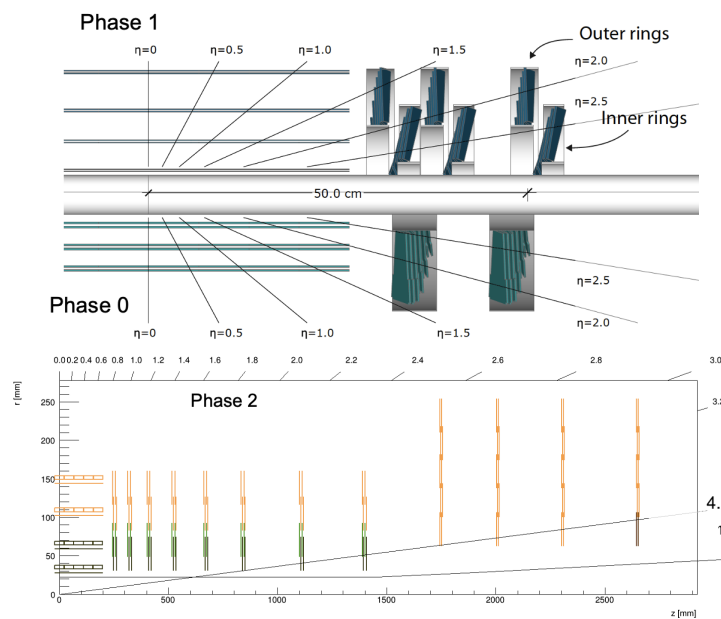 Phase 1
Outer rings
η=0
η=0.5
η=1.0
η=1.5
η=2.0
η=2.5
Inner rings
50.0 cm
Phase 0
η=2.5
η=0
η=0.5
η=1.0
η=1.5
η=2.0
0.0 0.2 0.4 0.6 0.8 1.0 1.2 1.4 1.6 1.8 2.0 2.2 2.4 2.6 2.8 3.0
r [mm]
Phase 2
250
200
150
100
50
0
3.2
4.
1
0 500 1000 1500 2000 2500
z [mm]